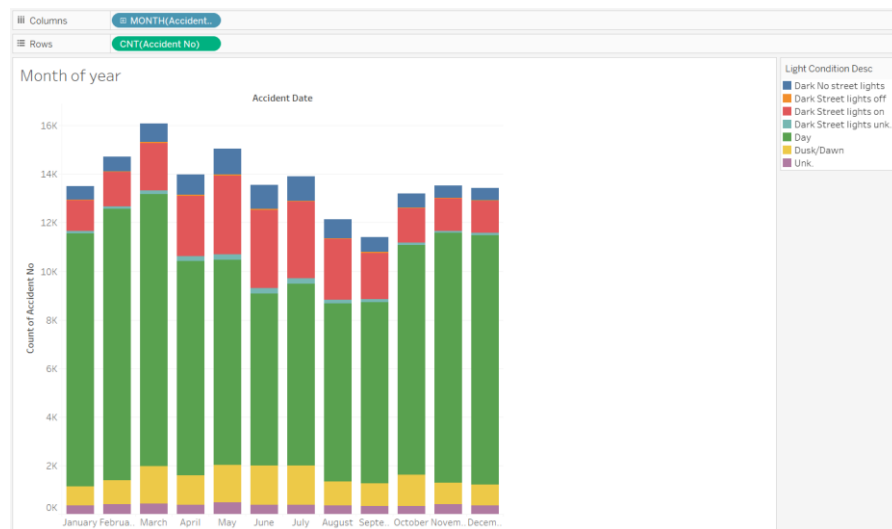 Columns
MONTH(Accident..
Rows
CNT(Accident No)
Month of year
Accident Date
Count of Accident No
16K
14K
12K
10K
8K
6K
4K
2K
0K
January Februa.. March April May June July August Septe.. October Novem.. Decem..
Light Condition Desc
Dark No street lights
Dark Street lights off
Dark Street lights on
Dark Street lights unk.
Day
Dusk/Dawn
Unk.